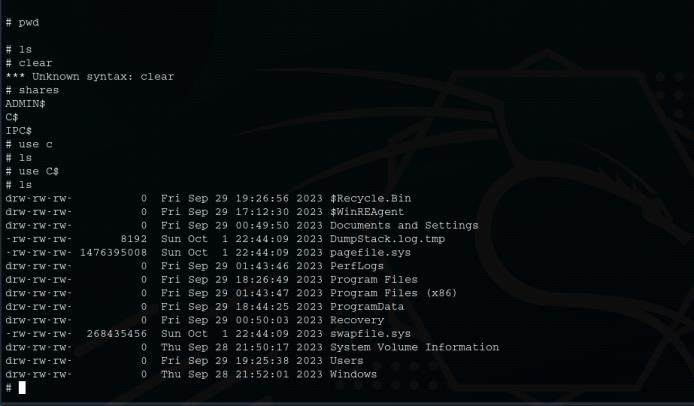 # pwd
# ls
# clear
*** Unknown syntax: clear
# shares
ADMIN$
C$
IPC$
# use c
# ls
# use C$
# ls
drw-rw-rw-          0  Fri Sep 29 19:26:56 2023 $Recycle.Bin
drw-rw-rw-          0  Fri Sep 29 17:12:30 2023 $WinREAgent
drw-rw-rw-          0  Fri Sep 29 00:49:50 2023 Documents and Settings
-rw-rw-rw-       8192  Sun Oct  1 22:44:09 2023 DumpStack.log.tmp
-rw-rw-rw- 1476395008  Sun Oct  1 22:44:09 2023 pagefile.sys
drw-rw-rw-          0  Fri Sep 29 01:43:46 2023 PerfLogs
drw-rw-rw-          0  Fri Sep 29 18:26:49 2023 Program Files
drw-rw-rw-          0  Fri Sep 29 01:43:47 2023 Program Files (x86)
drw-rw-rw-          0  Fri Sep 29 18:44:25 2023 ProgramData
drw-rw-rw-          0  Fri Sep 29 00:50:03 2023 Recovery
-rw-rw-rw-  268435456  Sun Oct  1 22:44:09 2023 swapfile.sys
drw-rw-rw-          0  Thu Sep 28 21:50:17 2023 System Volume Information
drw-rw-rw-          0  Fri Sep 29 19:25:38 2023 Users
drw-rw-rw-          0  Thu Sep 28 21:52:01 2023 Windows
#